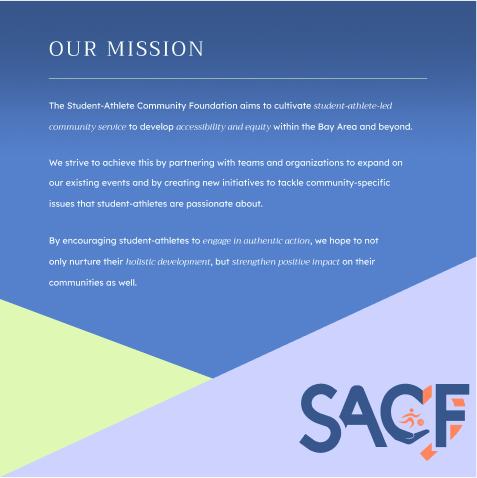 OUR MISSION
The Student-Athlete Community Foundation aims to cultivate student-athlete-led
community service to develop accessibility and equity within the Bay Area and beyond.
We strive to achieve this by partnering with teams and organizations to expand on
our existing events and by creating new initiatives to tackle community-specific
issues that student-athletes are passionate about.
By encouraging student-athletes to engage in authentic action, we hope to not
only nurture their holistic development, but strengthen positive impact on their
communities as well.
SACF